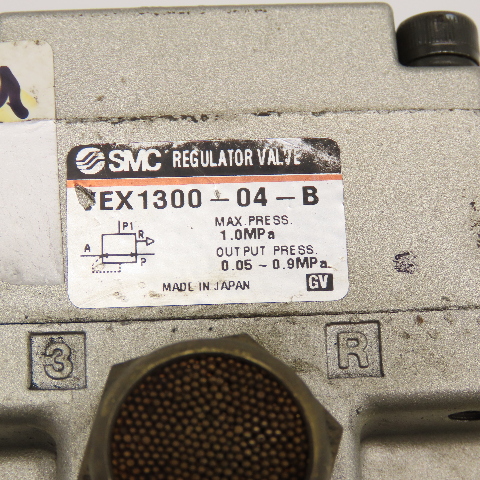 SMC REGULATOR VALVE
VEX1300-04-B
MAX. PRESS.
1.0MPa
OUTPUT PRESS.
0.05 ~ 0.9MPa
P1
R
A
P
MADE IN JAPAN GV
3 R